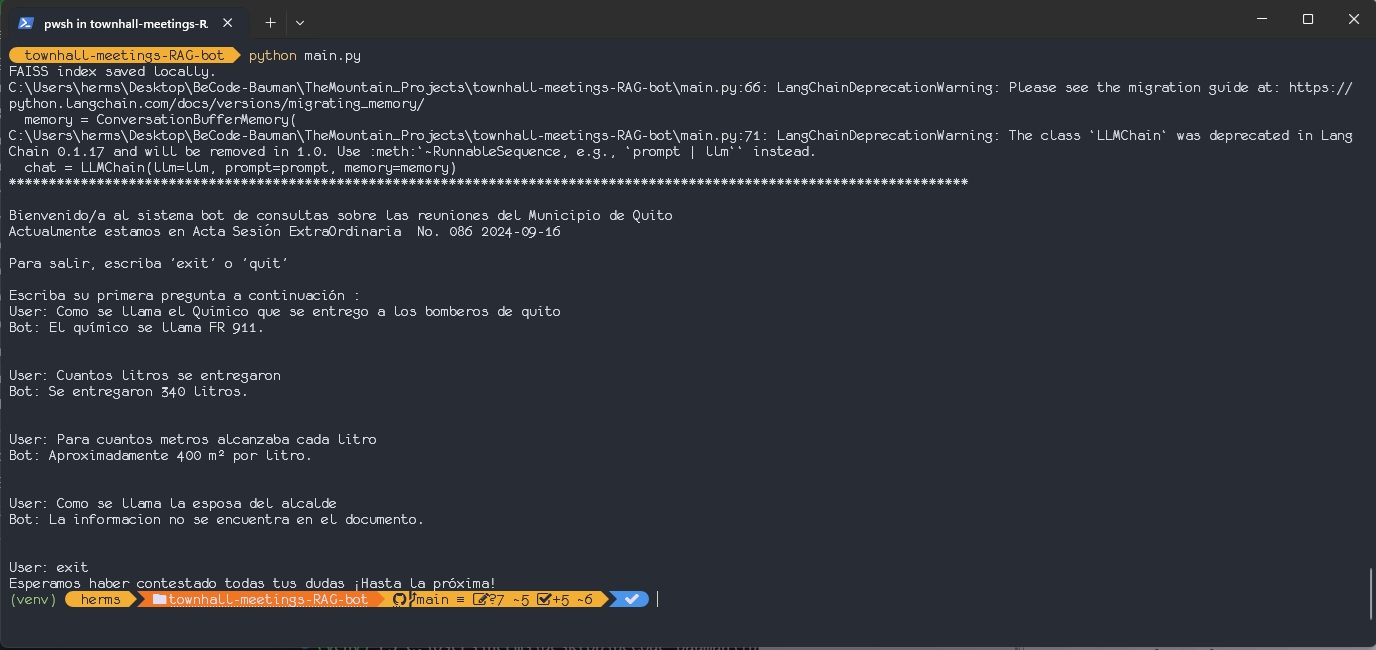 pwsh in townhall-meetings-R
townhall-meetings-RAG-bot python main.py
FAISS index saved locally.
C:\Users\herms\Desktop\BeCode-Bauman\TheMountain_Projects\townhall-meetings-RAG-bot\main.py:66: LangChainDeprecationWarning: Please see the migration guide at: https://
python.langchain.com/docs/versions/migrating_memory/
memory = ConversationBufferMemory(
C:\Users\herms\Desktop\BeCode-Bauman\TheMountain_Projects\townhall-meetings-RAG-bot\main.py:71: LangChainDeprecationWarning: The class `LLMChain` was deprecated in Lang
Chain 0.1.17 and will be removed in 1.0. Use :meth:`~RunnableSequence, e.g., `prompt | llm`` instead.
chat = LLMChain(llm=llm, prompt=prompt, memory=memory)
************************************************************************************************************************
Bienvenido/a al sistema bot de consultas sobre las reuniones del Municipio de Quito
Actualmente estamos en Acta Sesión ExtraOrdinaria  No. 086 2024-09-16
Para salir, escriba 'exit' o 'quit'
Escriba su primera pregunta a continuación :
User: Como se llama el Quimico que se entrego a los bomberos de quito
Bot: El químico se llama FR 911.
User: Cuantos litros se entregaron
Bot: Se entregaron 340 litros.
User: Para cuantos metros alcanzaba cada litro
Bot: Aproximadamente 400 m² por litro.
User: Como se llama la esposa del alcalde
Bot: La informacion no se encuentra en el documento.
User: exit
Esperamos haber contestado todas tus dudas ¡Hasta la próxima!
(venv) herms townhall-meetings-RAG-bot main ≡ ?7 ~5 +5 ~6